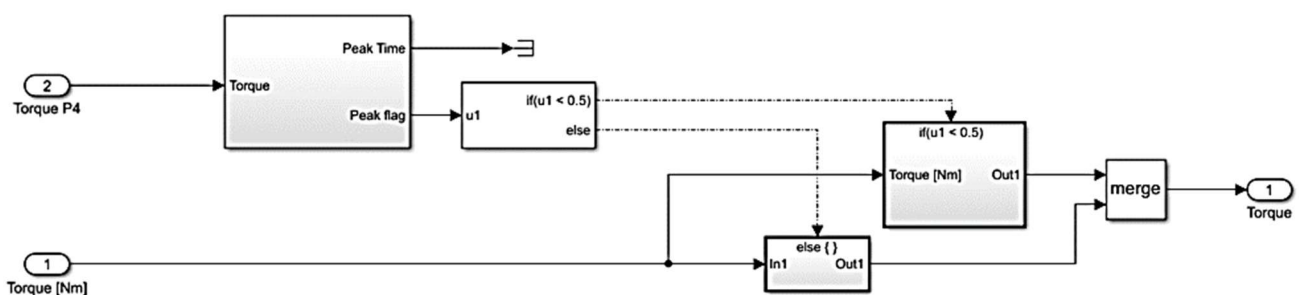 2
Torque P4
Torque
Peak Time
Peak flag
u1
if(u1 < 0.5)
else
if(u1 < 0.5)
Torque [Nm]
Out1
merge
1
Torque
1
Torque [Nm]
else { }
In1
Out1